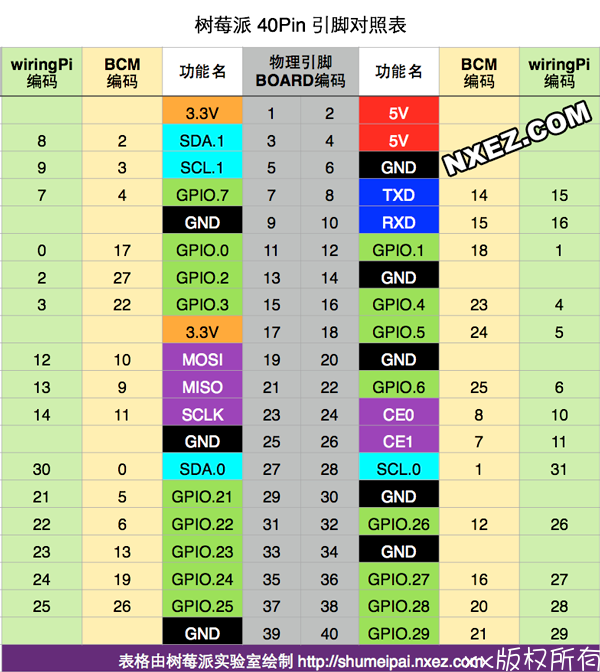 树莓派 40Pin 引脚对照表
wiringPi 编码 BCM 编码 功能名 物理引脚 BOARD编码 功能名 BCM 编码 wiringPi 编码
3.3V 1 2 5V
8 2 SDA.1 3 4 5V
9 3 SCL.1 5 6 GND
NXEZ.COM
7 4 GPIO.7 7 8 TXD 14 15
GND 9 10 RXD 15 16
0 17 GPIO.0 11 12 GPIO.1 18 1
2 27 GPIO.2 13 14 GND
3 22 GPIO.3 15 16 GPIO.4 23 4
3.3V 17 18 GPIO.5 24 5
12 10 MOSI 19 20 GND
13 9 MISO 21 22 GPIO.6 25 6
14 11 SCLK 23 24 CE0 8 10
GND 25 26 CE1 7 11
30 0 SDA.0 27 28 SCL.0 1 31
21 5 GPIO.21 29 30 GND
22 6 GPIO.22 31 32 GPIO.26 12 26
23 13 GPIO.23 33 34 GND
24 19 GPIO.24 35 36 GPIO.27 16 27
25 26 GPIO.25 37 38 GPIO.28 20 28
GND 39 40 GPIO.29 21 29
表格由树莓派实验室绘制 http://shumeipai.nxez.com
版权所有